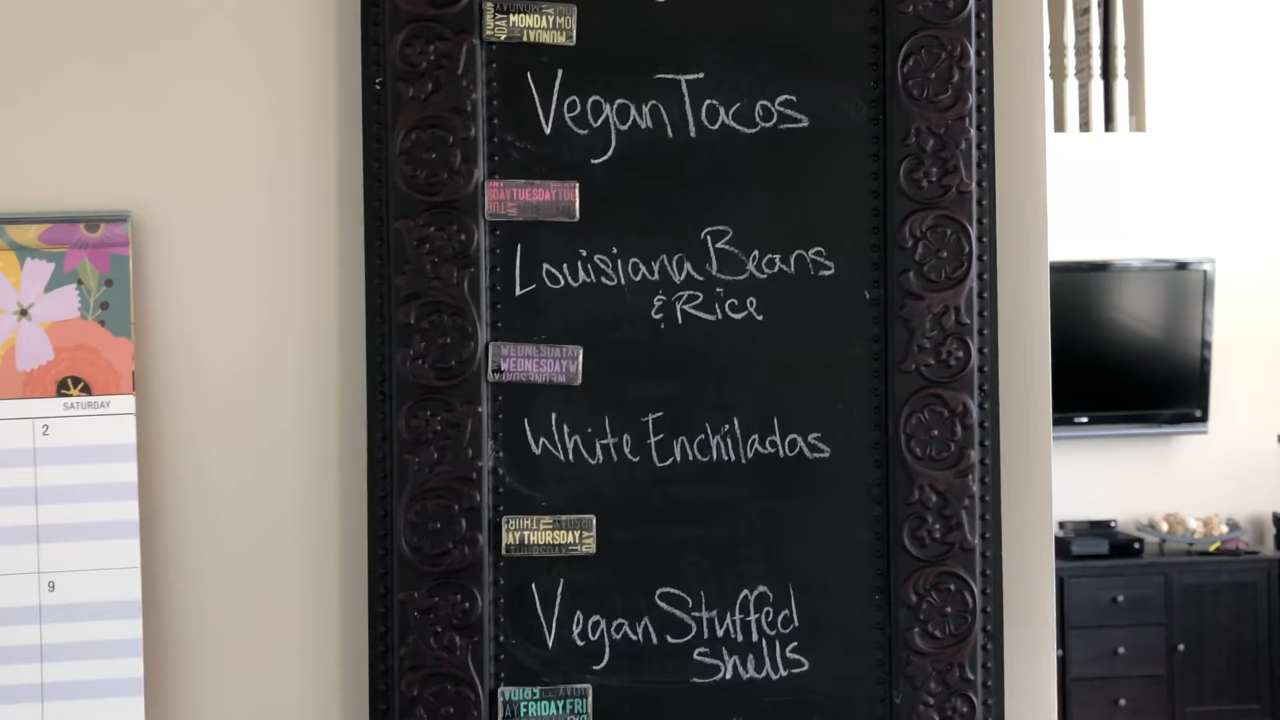 MONDAY
Vegan Tacos
TUESDAY
Louisiana Beans
& Rice
WEDNESDAY
White Enchiladas
THURSDAY
Vegan Stuffed
Shells
FRIDAY
SATURDAY
2
9